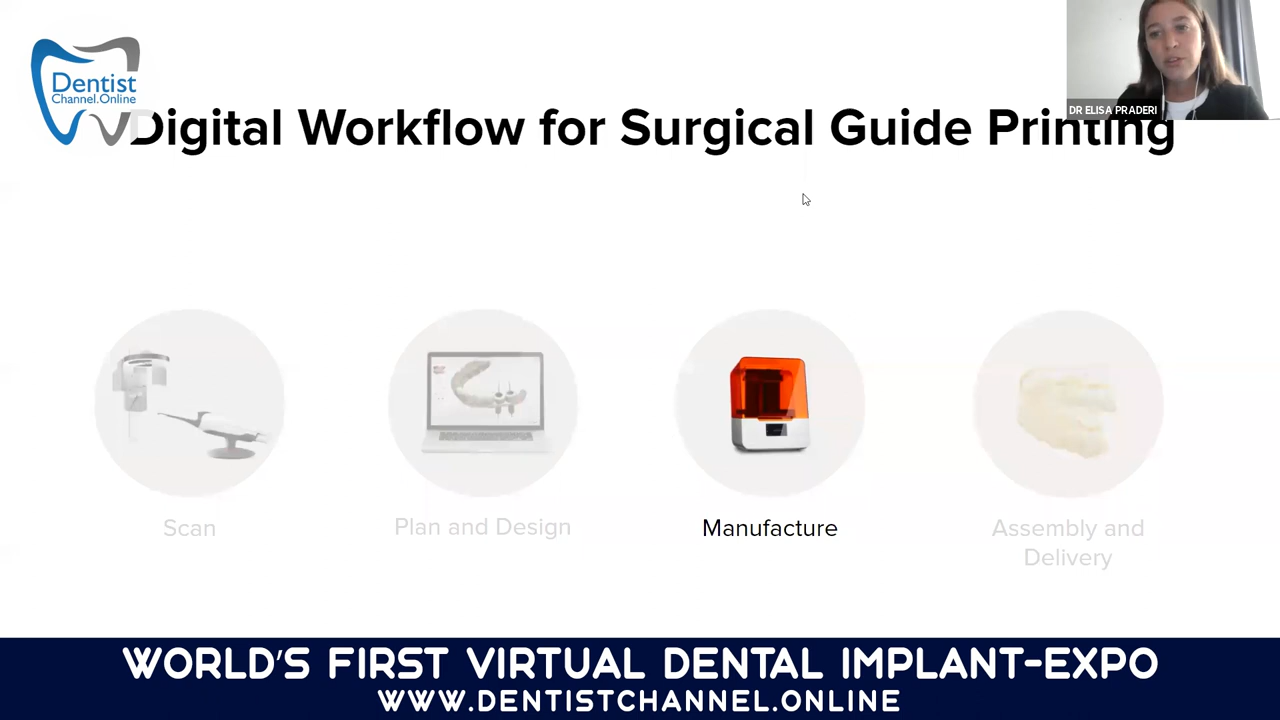 Dentist
Channel.Online
DR ELISA PRADERI
Digital Workflow for Surgical Guide Printing
Scan
Plan and Design
Manufacture
Assembly and
Delivery
WORLD'S FIRST VIRTUAL DENTAL IMPLANT-EXPO
WWW.DENTISTCHANNEL.ONLINE